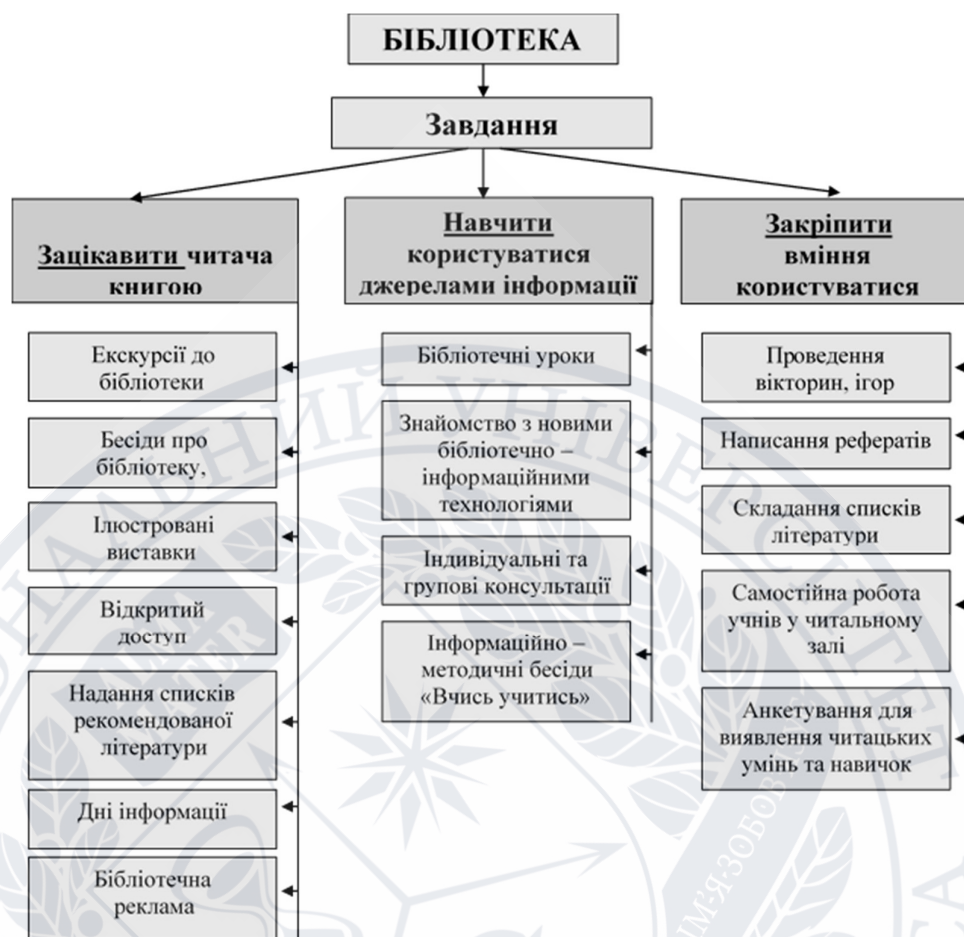 БІБЛІОТЕКА
Завдання
Зацікавити читача
книгою
Екскурсії до
бібліотеки
Бесіди про
бібліотеку,
Ілюстровані
виставки
Відкритий
доступ
Надання списків
рекомендованої
літератури
Дні інформації
Бібліотечна
реклама
Навчити
користуватися
джерелами інформації
Бібліотечні уроки
Знайомство з новими
бібліотечно –
інформаційними
технологіями
Індивідуальні та
групові консультації
Інформаційно –
методичні бесіди
«Вчись учитись»
Закріпити
вміння
користуватися
Проведення
вікторин, ігор
Написання рефератів
Складання списків
літератури
Самостійна робота
учнів у читальному
залі
Анкетування для
виявлення читацьких
умінь та навичок
ALMA
MATER